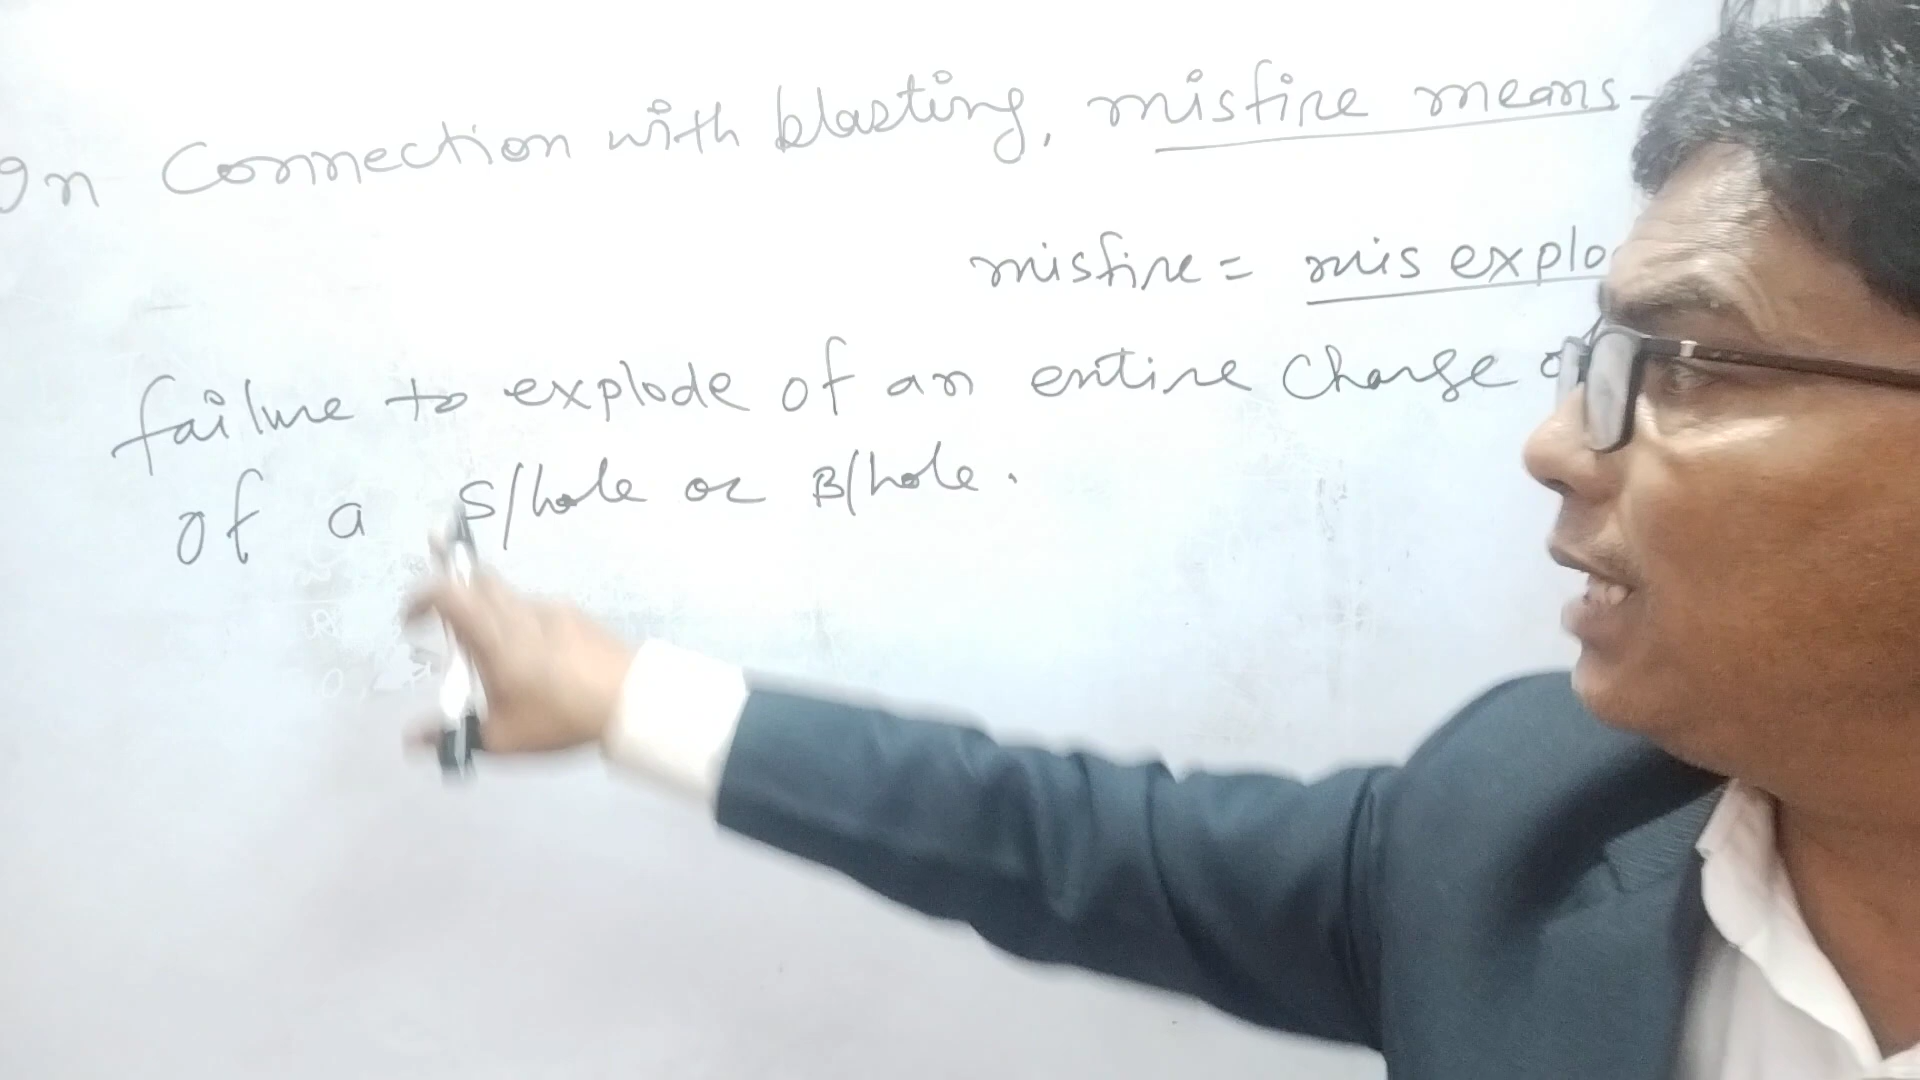 In Connection with blasting, misfire means-
misfire = mis explo
failure to explode of an entire charge
of a S/hole or B/hole.